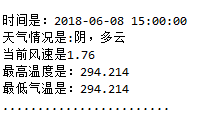 时间是：2018-06-08 15:00:00
天气情况是:阴，多云
当前风速是1.76
最高温度是：294.214
最低气温是：294.214
........................